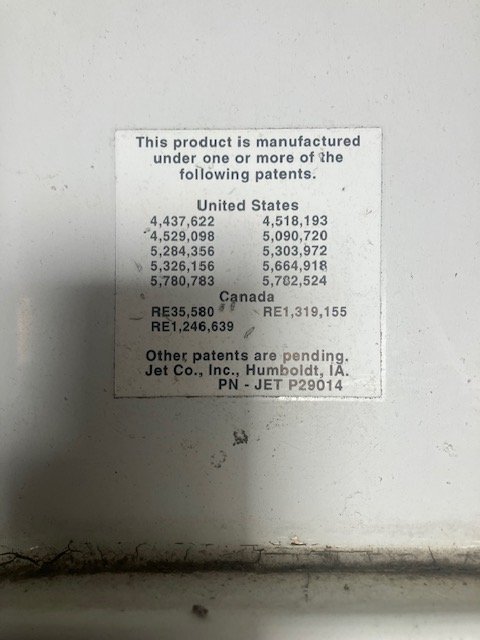 This product is manufactured
under one or more of the
following patents.
United States
4,437,622 4,518,193
4,529,098 5,090,720
5,284,356 5,303,972
5,326,156 5,664,918
5,780,783 5,782,524
Canada
RE35,580 RE1,319,155
RE1,246,639
Other patents are pending.
Jet Co., Inc., Humboldt, IA.
PN - JET P29014